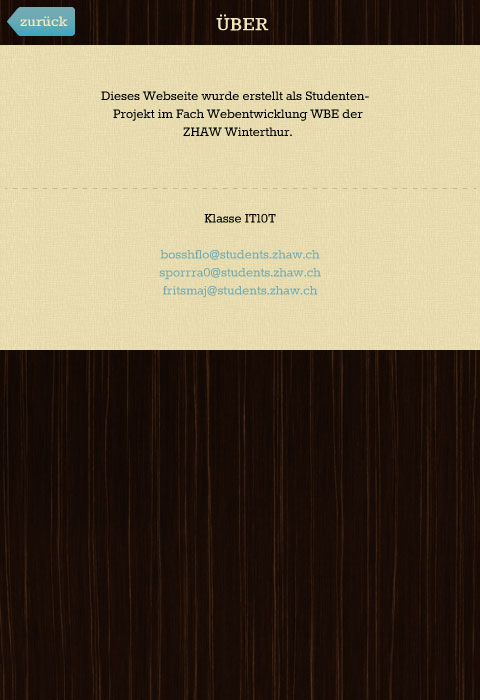 zurück
ÜBER
Dieses Webseite wurde erstellt als Studenten-
Projekt im Fach Webentwicklung WBE der
ZHAW Winterthur.
Klasse IT10T
bosshflo@students.zhaw.ch
sporrra0@students.zhaw.ch
fritsmaj@students.zhaw.ch